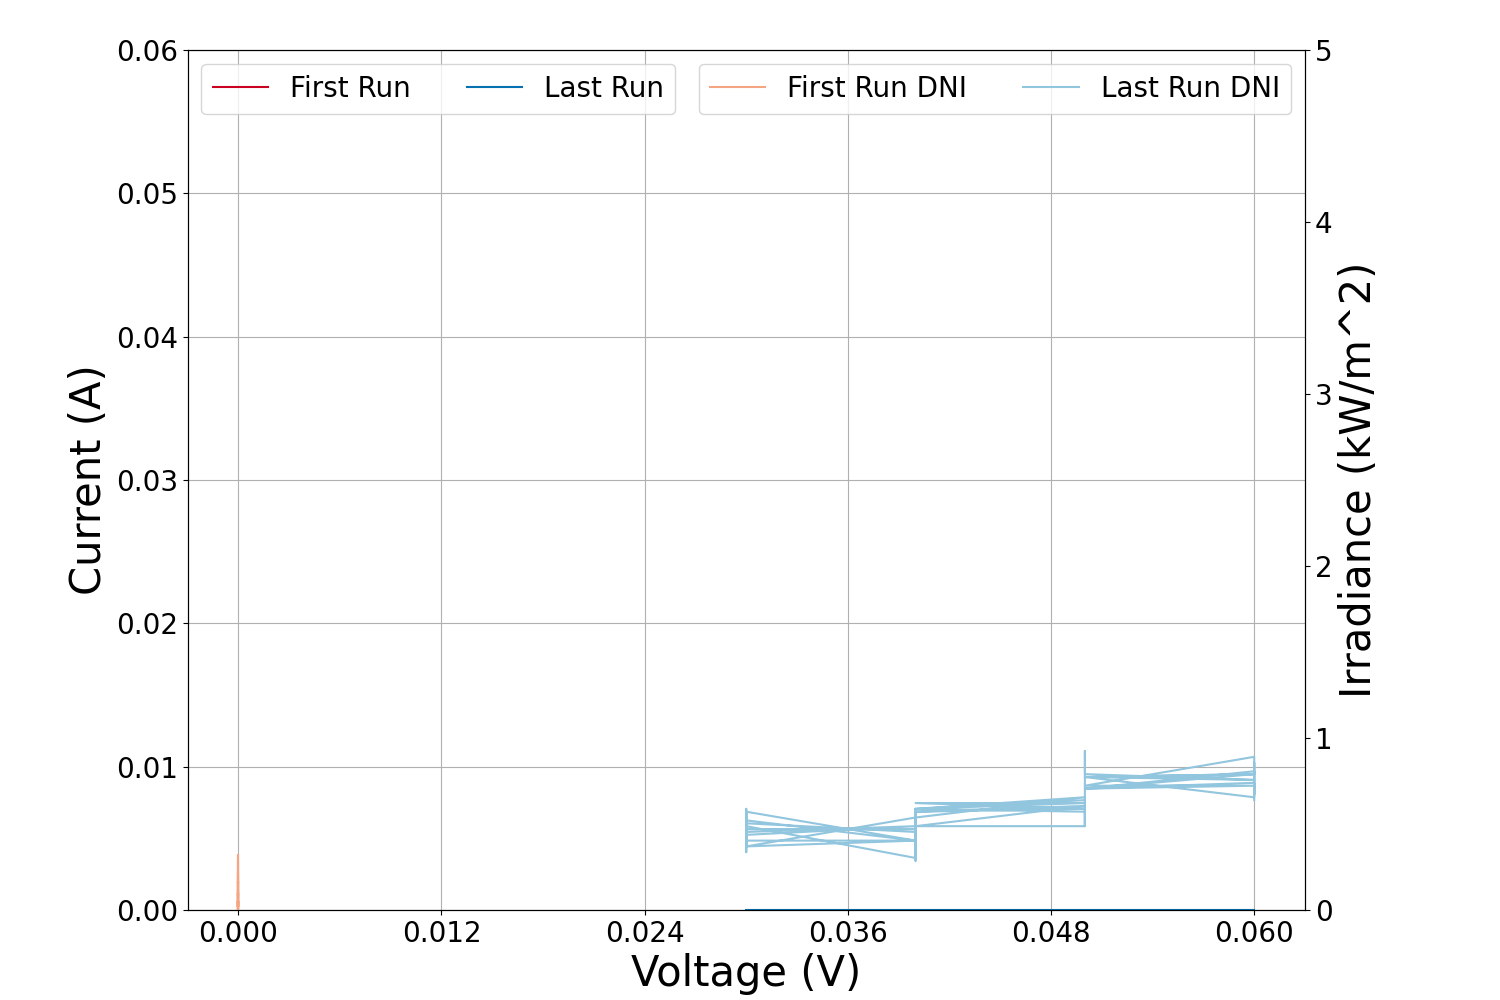 First Run
Last Run
First Run DNI
Last Run DNI
0.06
0.05
0.04
0.03
0.02
0.01
0.00
Current (A)
5
4
3
2
1
0
Irradiance (kW/m^2)
0.000
0.012
0.024
0.036
0.048
0.060
Voltage (V)